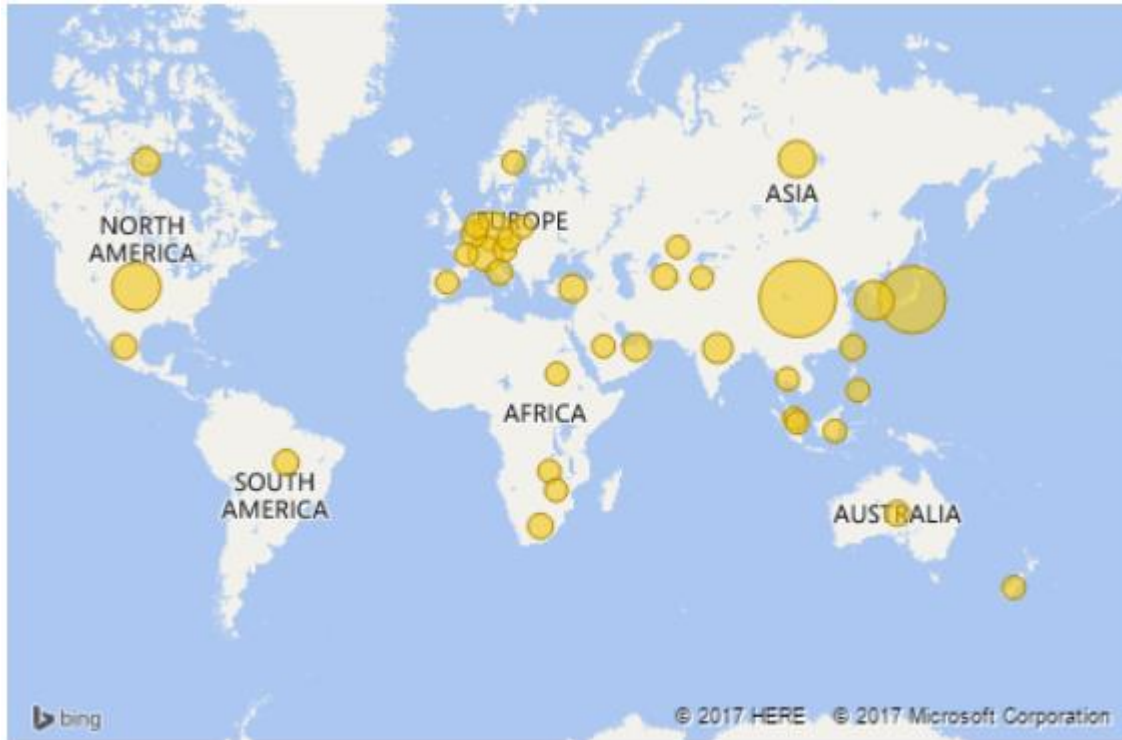 NORTH
AMERICA
EUROPE
ASIA
AFRICA
SOUTH
AMERICA
AUSTRALIA
bing
© 2017 HERE © 2017 Microsoft Corporation